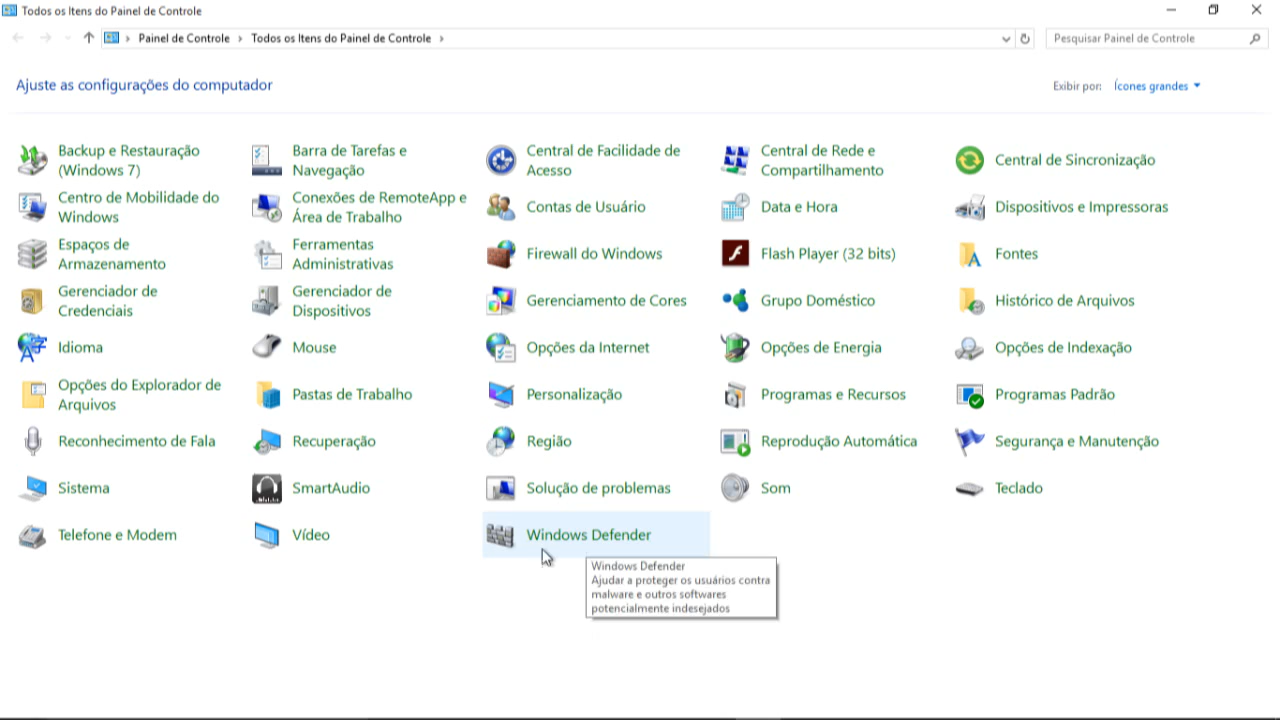 Todos os Itens do Painel de Controle
Painel de Controle › Todos os Itens do Painel de Controle ›
Pesquisar Painel de Controle
Ajuste as configurações do computador
Exibir por: Ícones grandes
Backup e Restauração
(Windows 7)
Barra de Tarefas e
Navegação
Central de Facilidade de
Acesso
Central de Rede e
Compartilhamento
Central de Sincronização
Centro de Mobilidade do
Windows
Conexões de RemoteApp e
Área de Trabalho
Contas de Usuário
Data e Hora
Dispositivos e Impressoras
Espaços de
Armazenamento
Ferramentas
Administrativas
Firewall do Windows
Flash Player (32 bits)
Fontes
Gerenciador de
Credenciais
Gerenciador de
Dispositivos
Gerenciamento de Cores
Grupo Doméstico
Histórico de Arquivos
Idioma
Mouse
Opções da Internet
Opções de Energia
Opções de Indexação
Opções do Explorador de
Arquivos
Pastas de Trabalho
Personalização
Programas e Recursos
Programas Padrão
Reconhecimento de Fala
Recuperação
Região
Reprodução Automática
Segurança e Manutenção
Sistema
SmartAudio
Solução de problemas
Som
Teclado
Telefone e Modem
Vídeo
Windows Defender
Windows Defender
Ajudar a proteger os usuários contra
malware e outros softwares
potencialmente indesejados